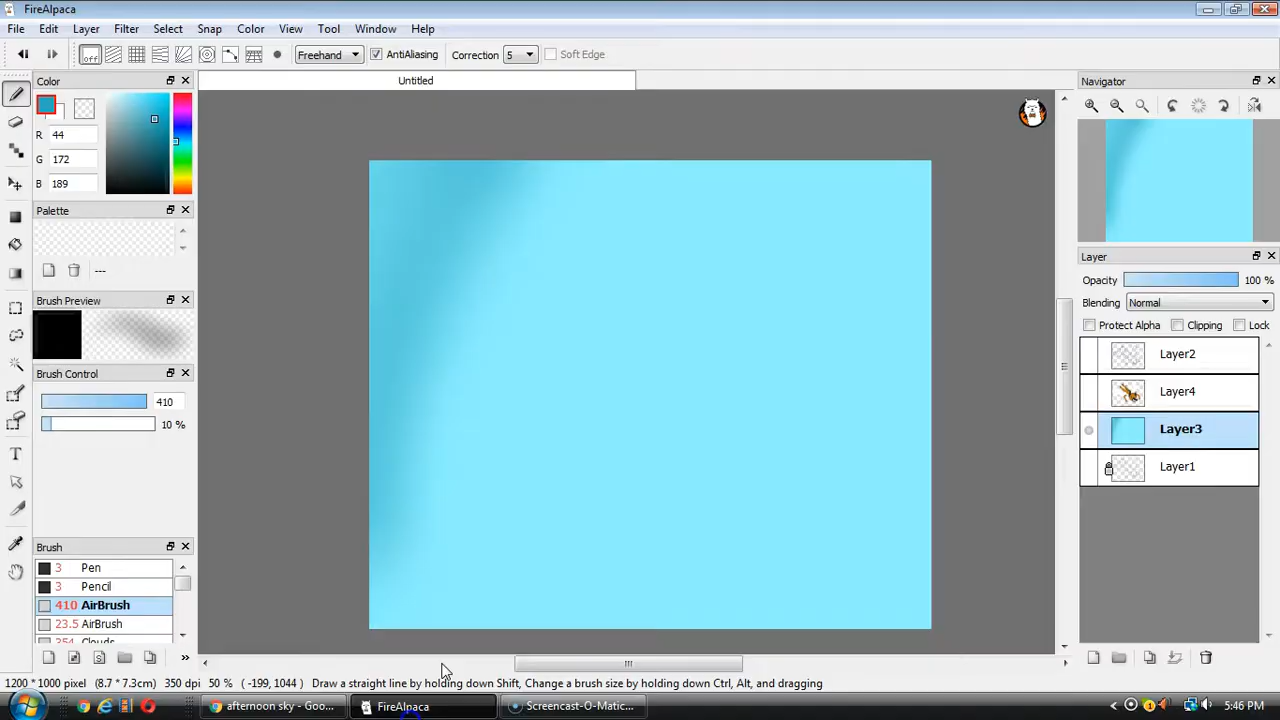 FireAlpaca
File Edit Layer Filter Select Snap Color View Tool Window Help
off Freehand AntiAliasing Correction 5 Soft Edge
Color
Untitled
Navigator
R 44
G 172
B 189
Palette
---
Layer
Opacity 100 %
Brush Preview
Blending Normal
Protect Alpha Clipping Lock
Layer2
Brush Control
Layer4
410
10 %
Layer3
Layer1
Brush
3 Pen
3 Pencil
410 AirBrush
23.5 AirBrush
254 Clouds
1200 * 1000 pixel (8.7 * 7.3cm) 350 dpi 50 % ( -199, 1044 ) Draw a straight line by holding down Shift, Change a brush size by holding down Ctrl, Alt, and dragging
afternoon sky - Goo... FireAlpaca Screencast-O-Matic... 5:46 PM